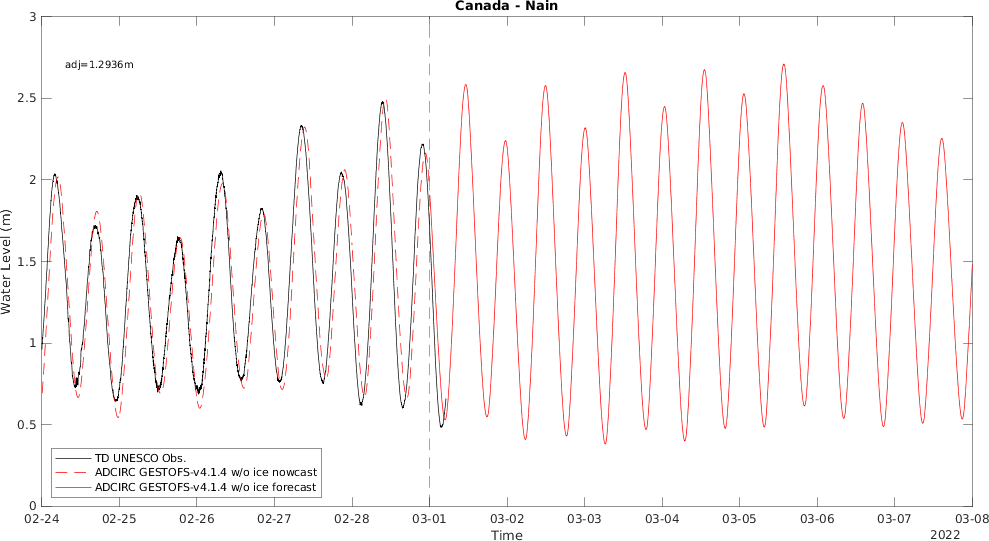 Canada - Nain
adj=1.2936m
3
2.5
2
1.5
1
0.5
0
Water Level (m)
TD UNESCO Obs.
ADCIRC GESTOFS-v4.1.4 w/o ice nowcast
ADCIRC GESTOFS-v4.1.4 w/o ice forecast
02-24 02-25 02-26 02-27 02-28 03-01 03-02 03-03 03-04 03-05 03-06 03-07 03-08
Time
2022